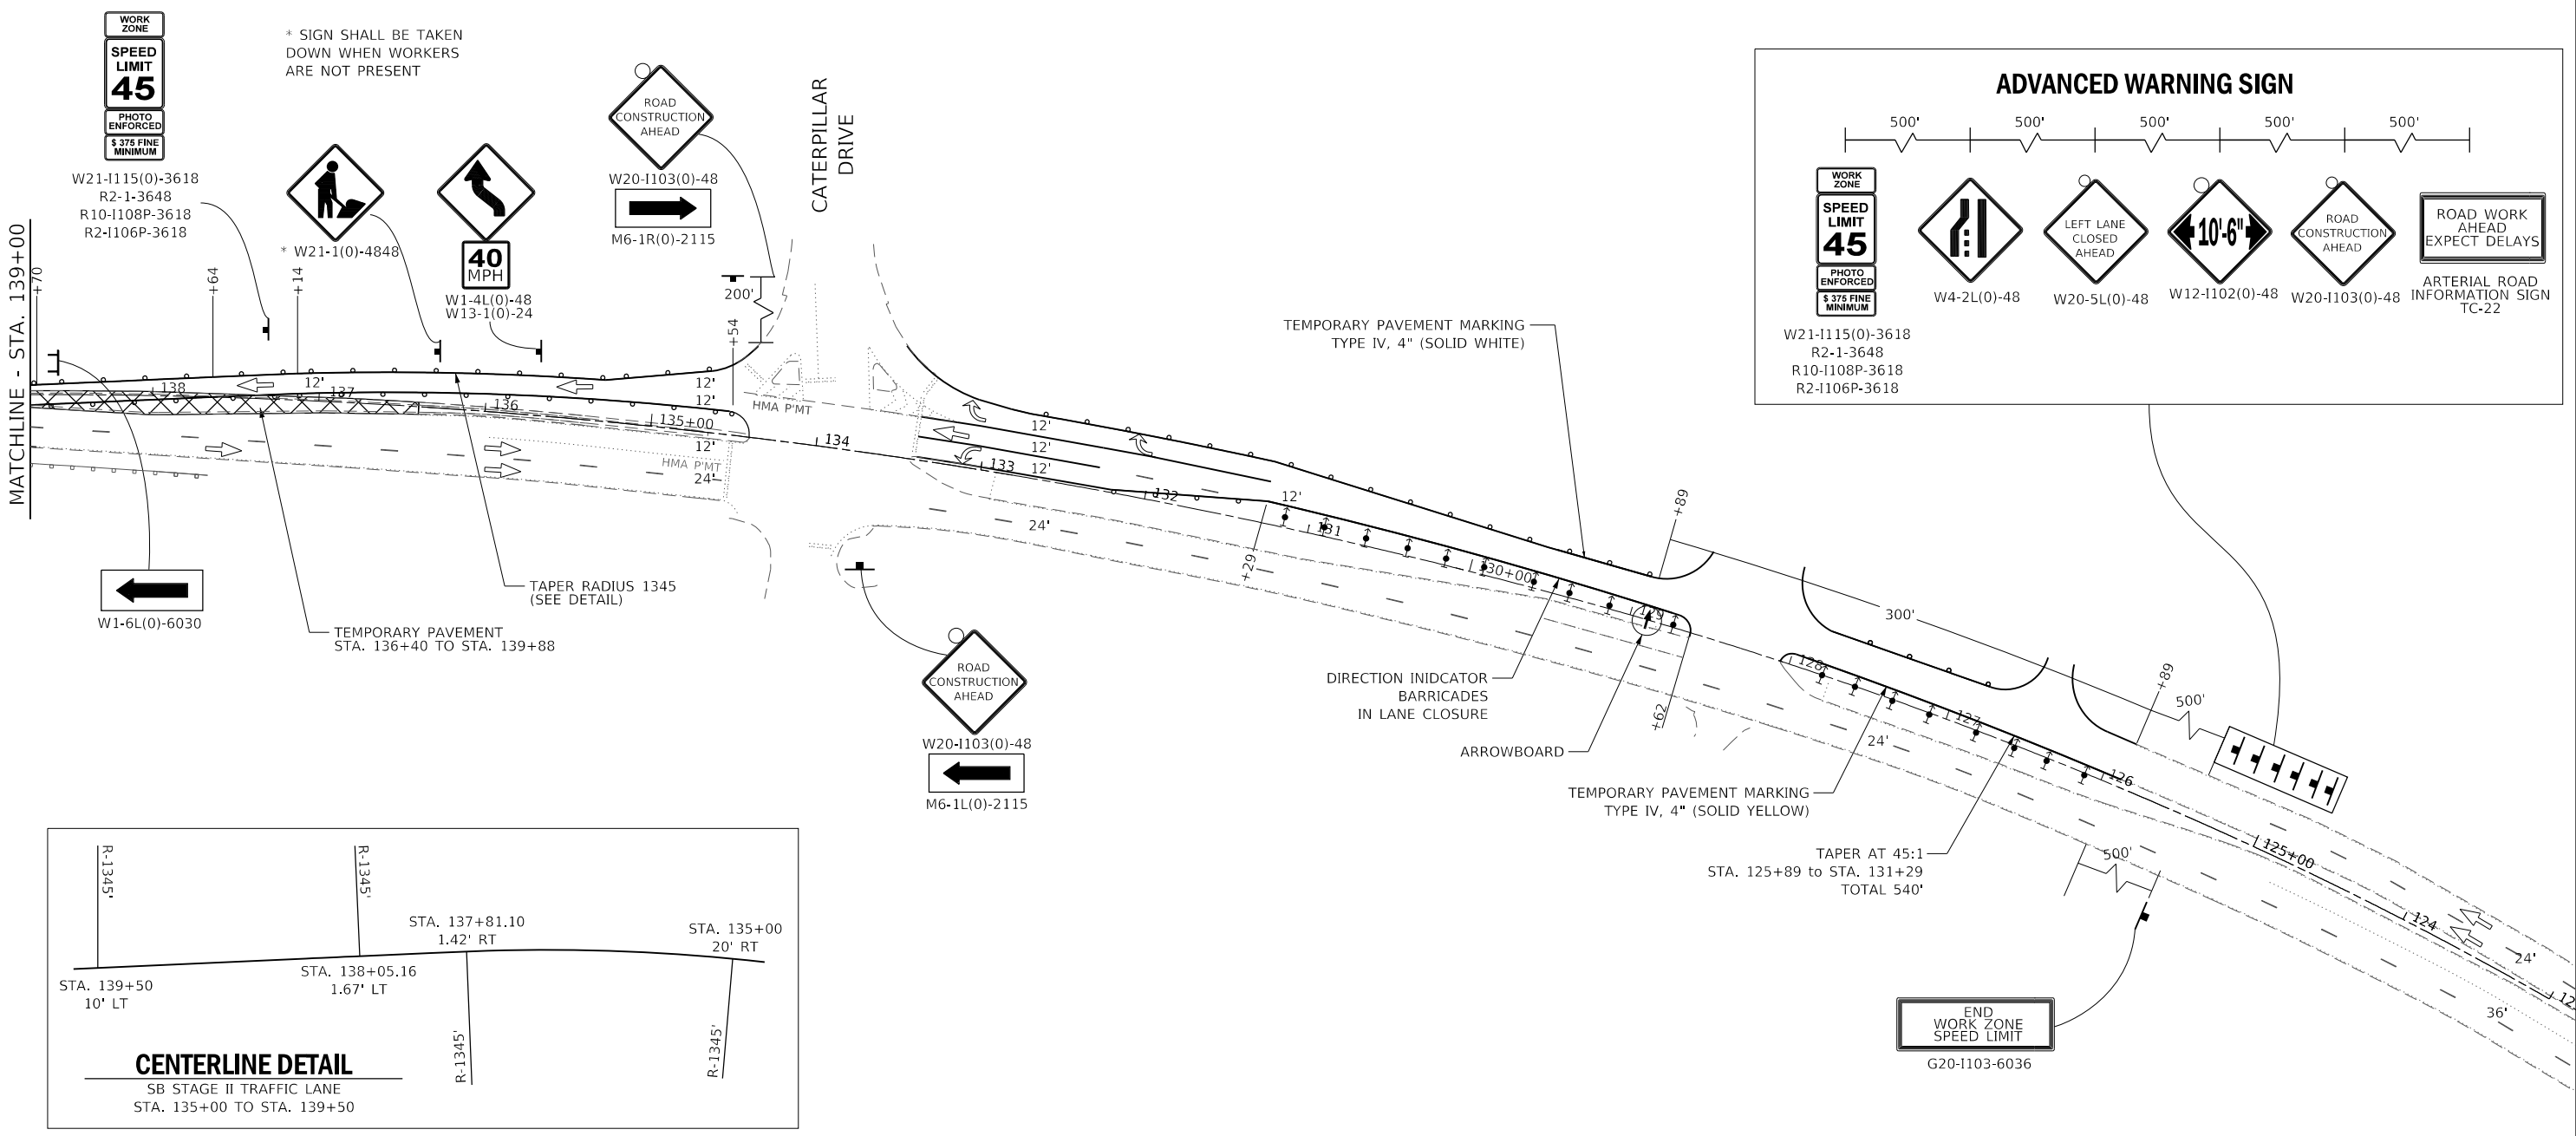 WORK
ZONE
SPEED
LIMIT
45
PHOTO
ENFORCED
$ 375 FINE
MINIMUM
W21-I115(0)-3618
R2-1-3648
R10-I108P-3618
R2-I106P-3618
* SIGN SHALL BE TAKEN
DOWN WHEN WORKERS
ARE NOT PRESENT
* W21-1(0)-4848
40
MPH
W1-4L(0)-48
W13-1(0)-24
ROAD
CONSTRUCTION
AHEAD
W20-I103(0)-48
M6-1R(0)-2115
CATERPILLAR
DRIVE
200'
+54
MATCHLINE - STA. 139+00
+70
+64
+14
138
12'
137
136
12'
12'
135+00
12'
HMA P'MT
24'
HMA P'MT
134
133
12'
12'
12'
132
12'
131
24'
+29
130+00
129
+89
+62
300'
128
127
24'
126
+89
500'
125+00
500'
124
24'
36'
12
W1-6L(0)-6030
TAPER RADIUS 1345
(SEE DETAIL)
TEMPORARY PAVEMENT
STA. 136+40 TO STA. 139+88
ROAD
CONSTRUCTION
AHEAD
W20-I103(0)-48
M6-1L(0)-2115
TEMPORARY PAVEMENT MARKING
TYPE IV, 4" (SOLID WHITE)
DIRECTION INIDCATOR
BARRICADES
IN LANE CLOSURE
ARROWBOARD
TEMPORARY PAVEMENT MARKING
TYPE IV, 4" (SOLID YELLOW)
TAPER AT 45:1
STA. 125+89 to STA. 131+29
TOTAL 540'
END
WORK ZONE
SPEED LIMIT
G20-I103-6036
ADVANCED WARNING SIGN
500'
500'
500'
500'
500'
WORK
ZONE
SPEED
LIMIT
45
PHOTO
ENFORCED
$ 375 FINE
MINIMUM
W21-I115(0)-3618
R2-1-3648
R10-I108P-3618
R2-I106P-3618
W4-2L(0)-48
LEFT LANE
CLOSED
AHEAD
W20-5L(0)-48
10'-6"
W12-I102(0)-48
ROAD
CONSTRUCTION
AHEAD
W20-I103(0)-48
ROAD WORK
AHEAD
EXPECT DELAYS
ARTERIAL ROAD
INFORMATION SIGN
TC-22
R-1345'
R-1345'
STA. 137+81.10
1.42' RT
STA. 135+00
20' RT
STA. 139+50
10' LT
STA. 138+05.16
1.67' LT
R-1345'
R-1345'
CENTERLINE DETAIL
SB STAGE II TRAFFIC LANE
STA. 135+00 TO STA. 139+50